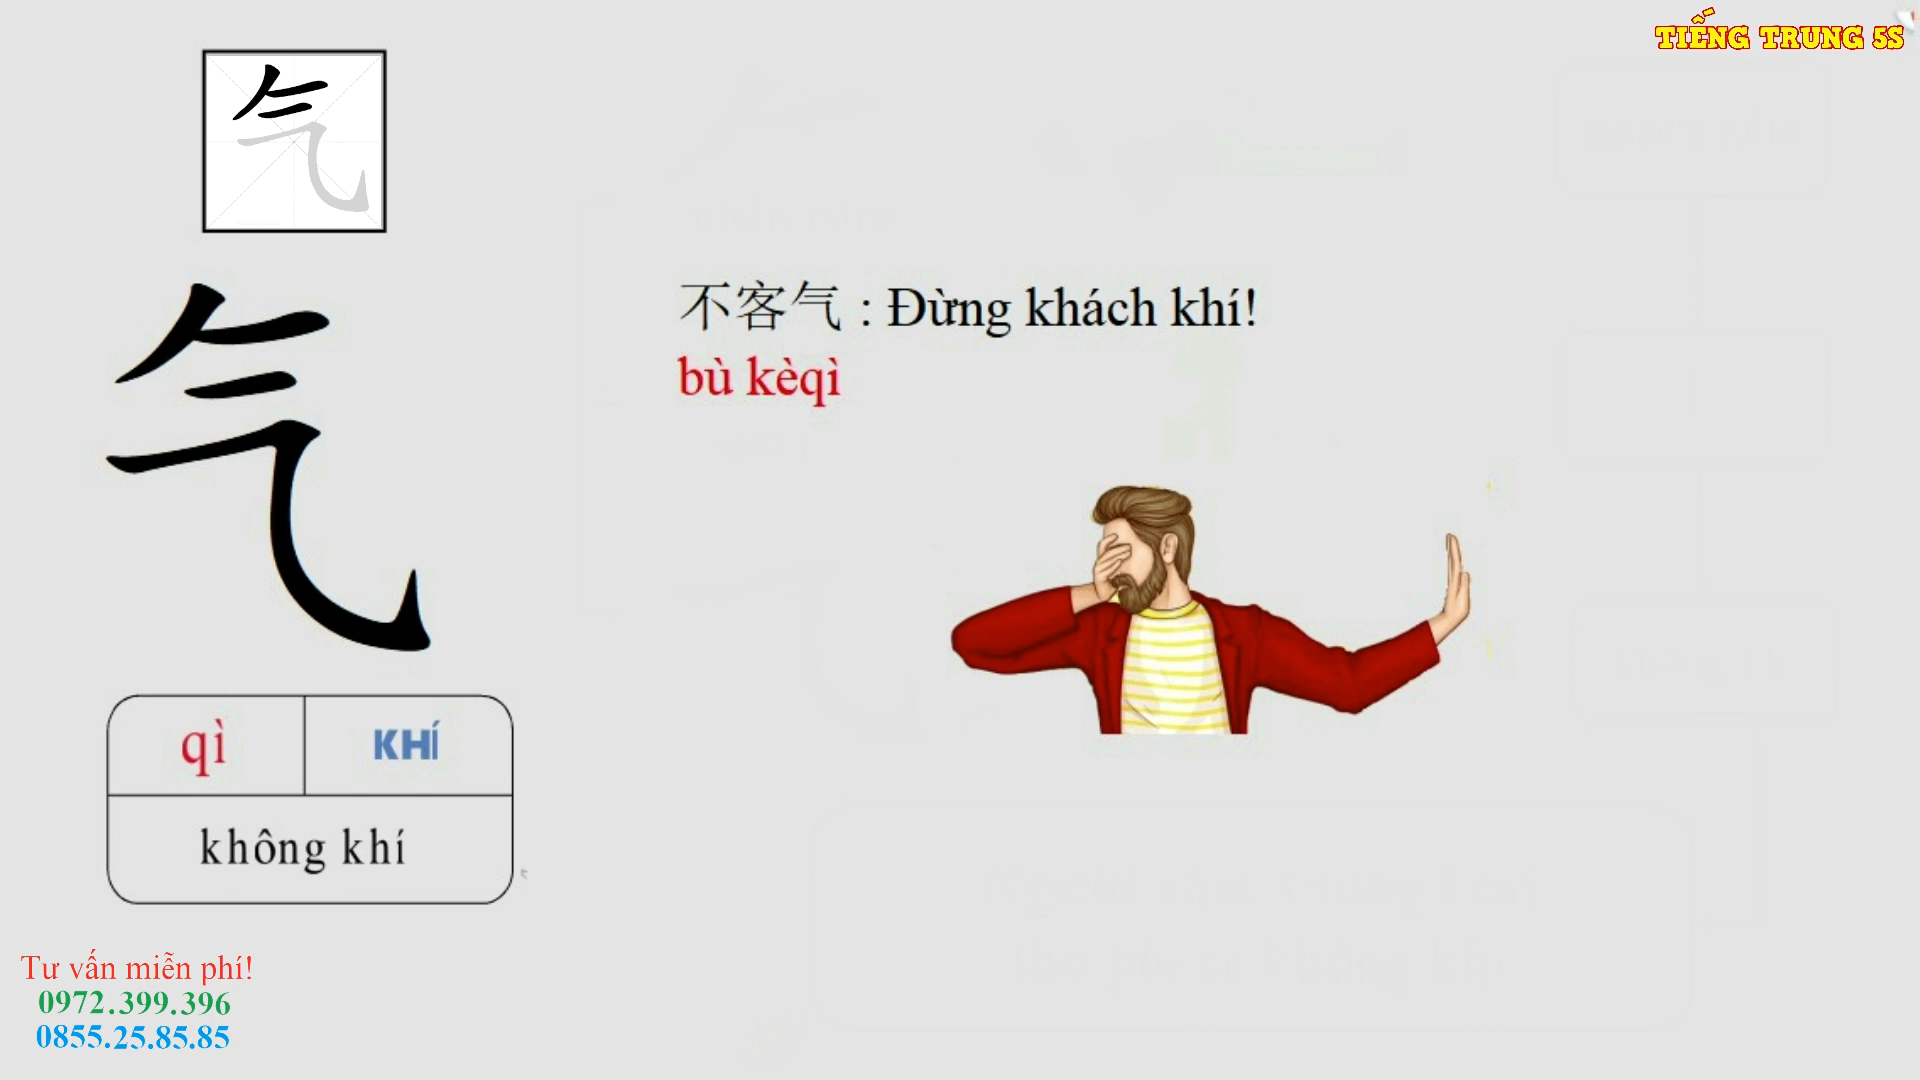 TIẾNG TRUNG 5S
气
气
不客气 : Đừng khách khí!
bù kèqì
qì
KHÍ
không khí
Tư vấn miễn phí!
0972.399.396
0855.25.85.85